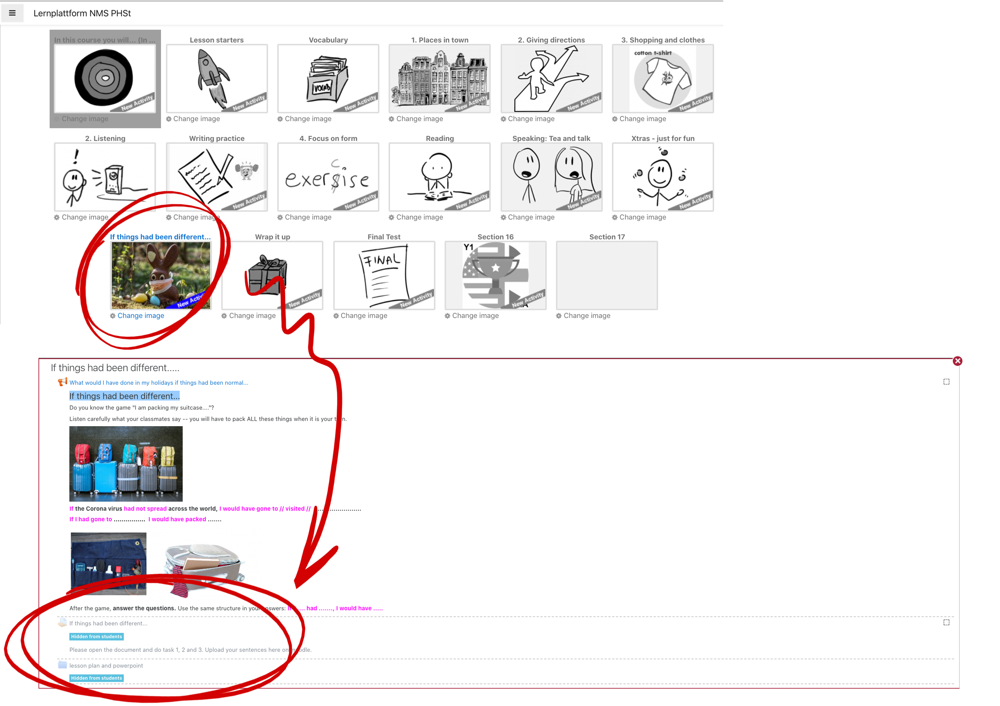 Lernplattform NMS PHSt
In this course you will... (In ...
Lesson starters
Vocabulary
1. Places in town
2. Giving directions
3. Shopping and clothes
VOCAB
cotton t-shirt
New Activity
New Activity
New Activity
New Activity
New Activity
New Activity
Change image
Change image
Change image
Change image
Change image
Change image
2. Listening
Writing practice
4. Focus on form
Reading
Speaking: Tea and talk
Xtras - just for fun
!
c
exersise
New Activity
New Activity
New Activity
New Activity
New Activity
Change image
Change image
Change image
Change image
Change image
Change image
If things had been different...
Wrap it up
Final Test
Section 16
Section 17
FINAL
Y1
New Activity
New Activity
New Activity
New Activity
Change image
Change image
Change image
Change image
Change image
If things had been different.....
What would I have done in my holidays if things had been normal...
If things had been different...
Do you know the game "I am packing my suitcase...."?
Listen carefully what your classmates say -- you will have to pack ALL these things when it is your turn.
If the Corona virus had not spread across the world, I would have gone to // visited // ........................
If I had gone to ................ I would have packed .......
After the game, answer the questions. Use the same structure in your answers: If ..... had ......., I would have .....
If things had been different...
Hidden from students
Please open the document and do task 1, 2 and 3. Upload your sentences here on moodle.
lesson plan and powerpoint
Hidden from students